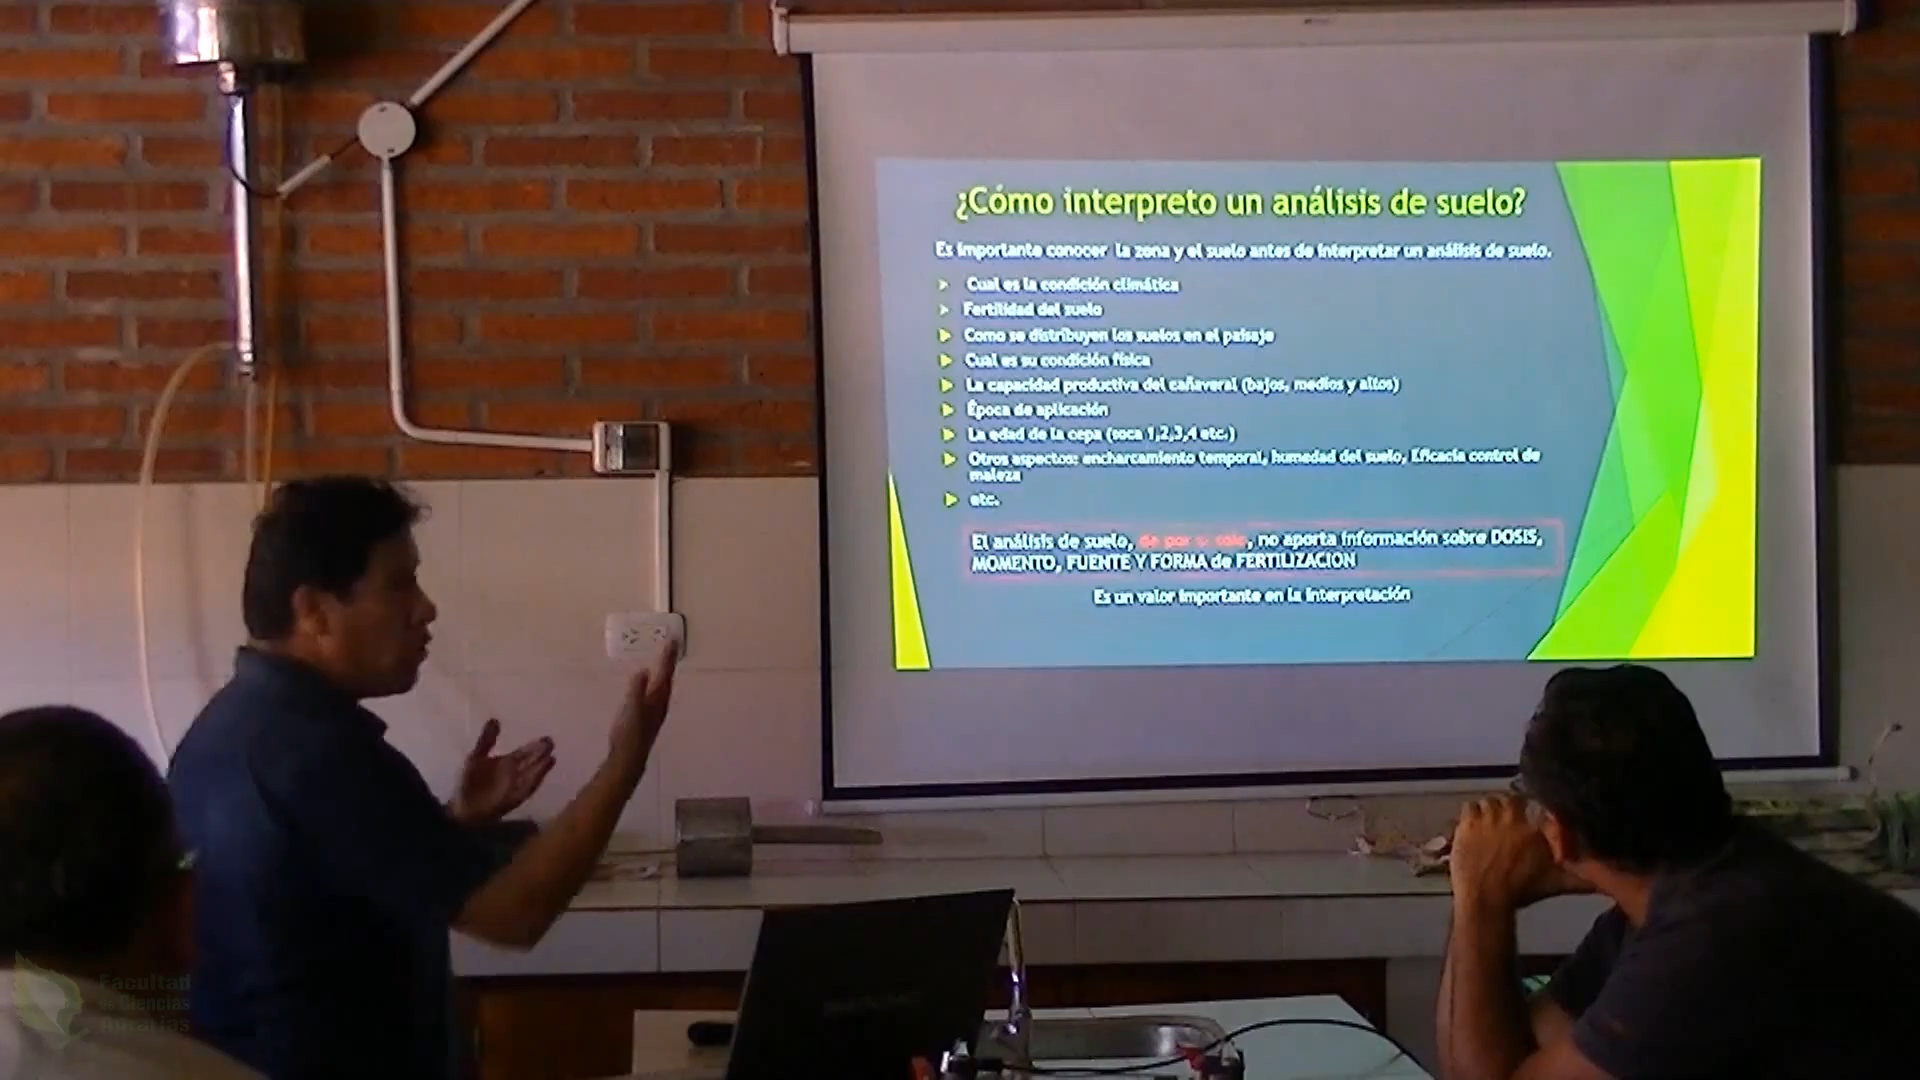 ¿Cómo interpreto un análisis de suelo?
Es importante conocer la zona y el suelo antes de interpretar un análisis de suelo.
Cual es la condición climática
Fertilidad del suelo
Como se distribuyen los suelos en el paisaje
Cual es su condición física
La capacidad productiva del cañaveral (bajos, medios y altos)
Época de aplicación
La edad de la cepa (soca 1,2,3,4 etc.)
Otros aspectos: encharcamiento temporal, humedad del suelo, Eficacia control de
maleza
etc.
El análisis de suelo, de por si solo, no aporta información sobre DOSIS,
MOMENTO, FUENTE Y FORMA de FERTILIZACION
Es un valor importante en la interpretación
Facultad
de Ciencias
Agrarias